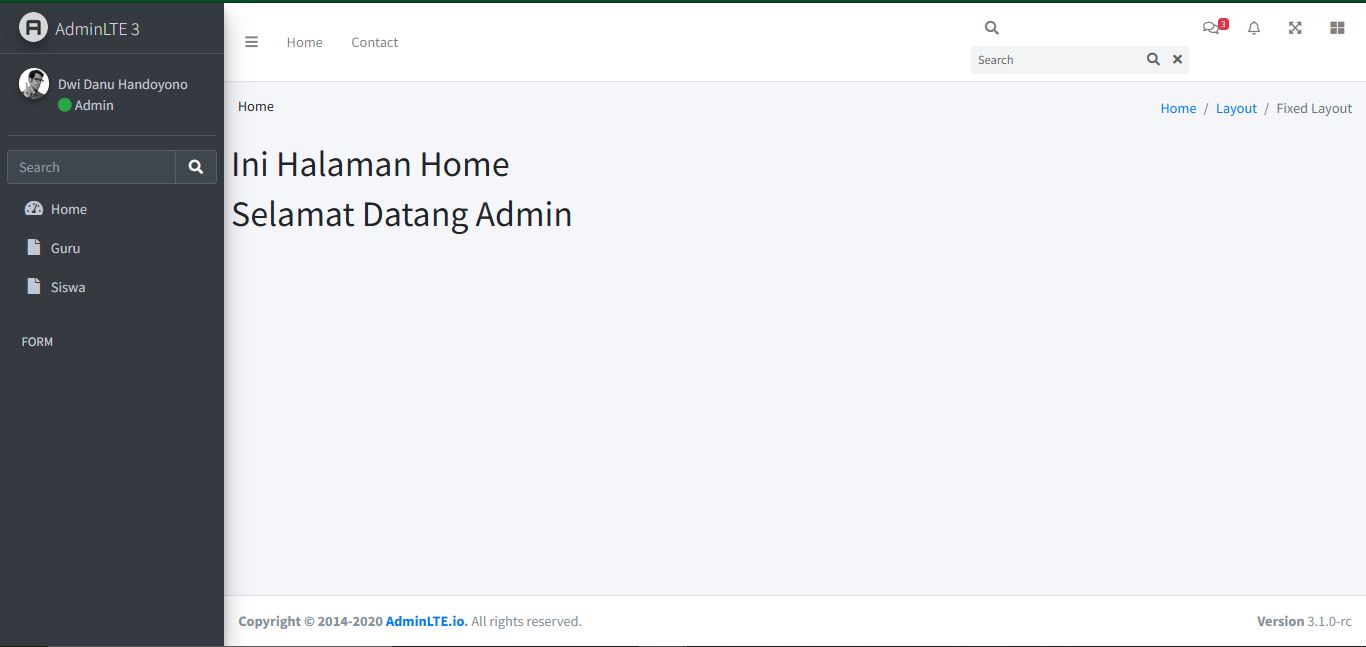 AdminLTE 3
Dwi Danu Handoyono
Admin
Search
Home
Guru
Siswa
FORM
Home Contact
3
Search
Home
Home / Layout / Fixed Layout
Ini Halaman Home
Selamat Datang Admin
Copyright © 2014-2020 AdminLTE.io. All rights reserved.
Version 3.1.0-rc